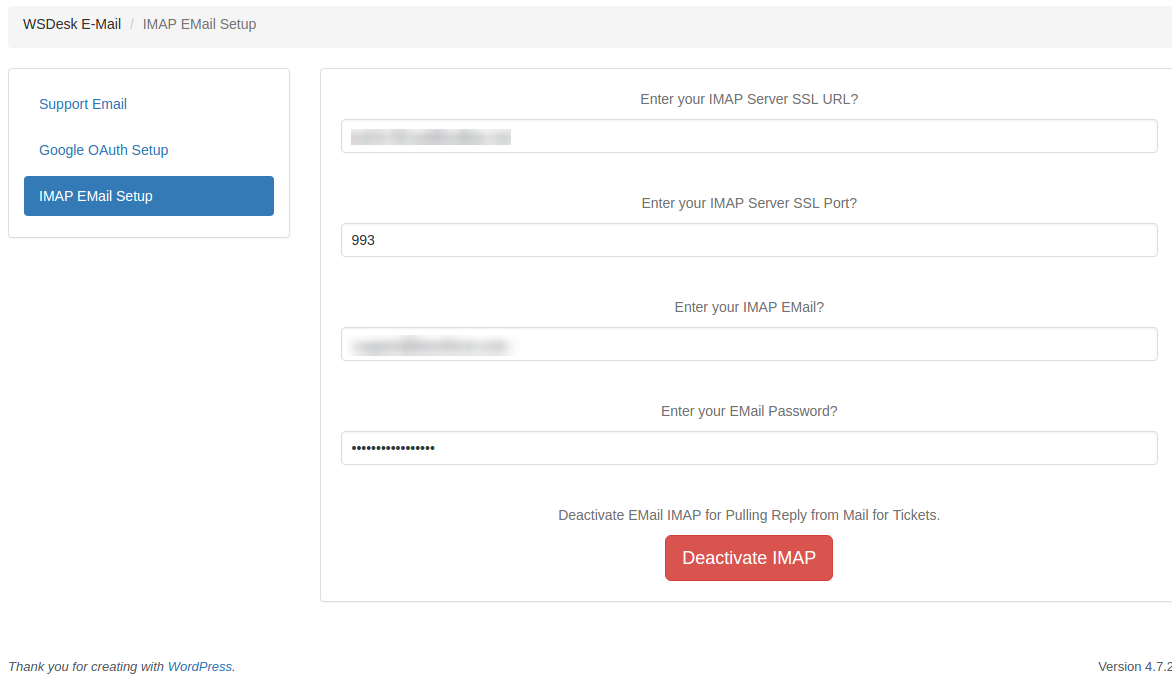 WSDesk E-Mail / IMAP EMail Setup
Support Email
Google OAuth Setup
IMAP EMail Setup
Enter your IMAP Server SSL URL?
Enter your IMAP Server SSL Port?
993
Enter your IMAP EMail?
Enter your EMail Password?
•••••••••••••••••
Deactivate EMail IMAP for Pulling Reply from Mail for Tickets.
Deactivate IMAP
Thank you for creating with WordPress.
Version 4.7.2